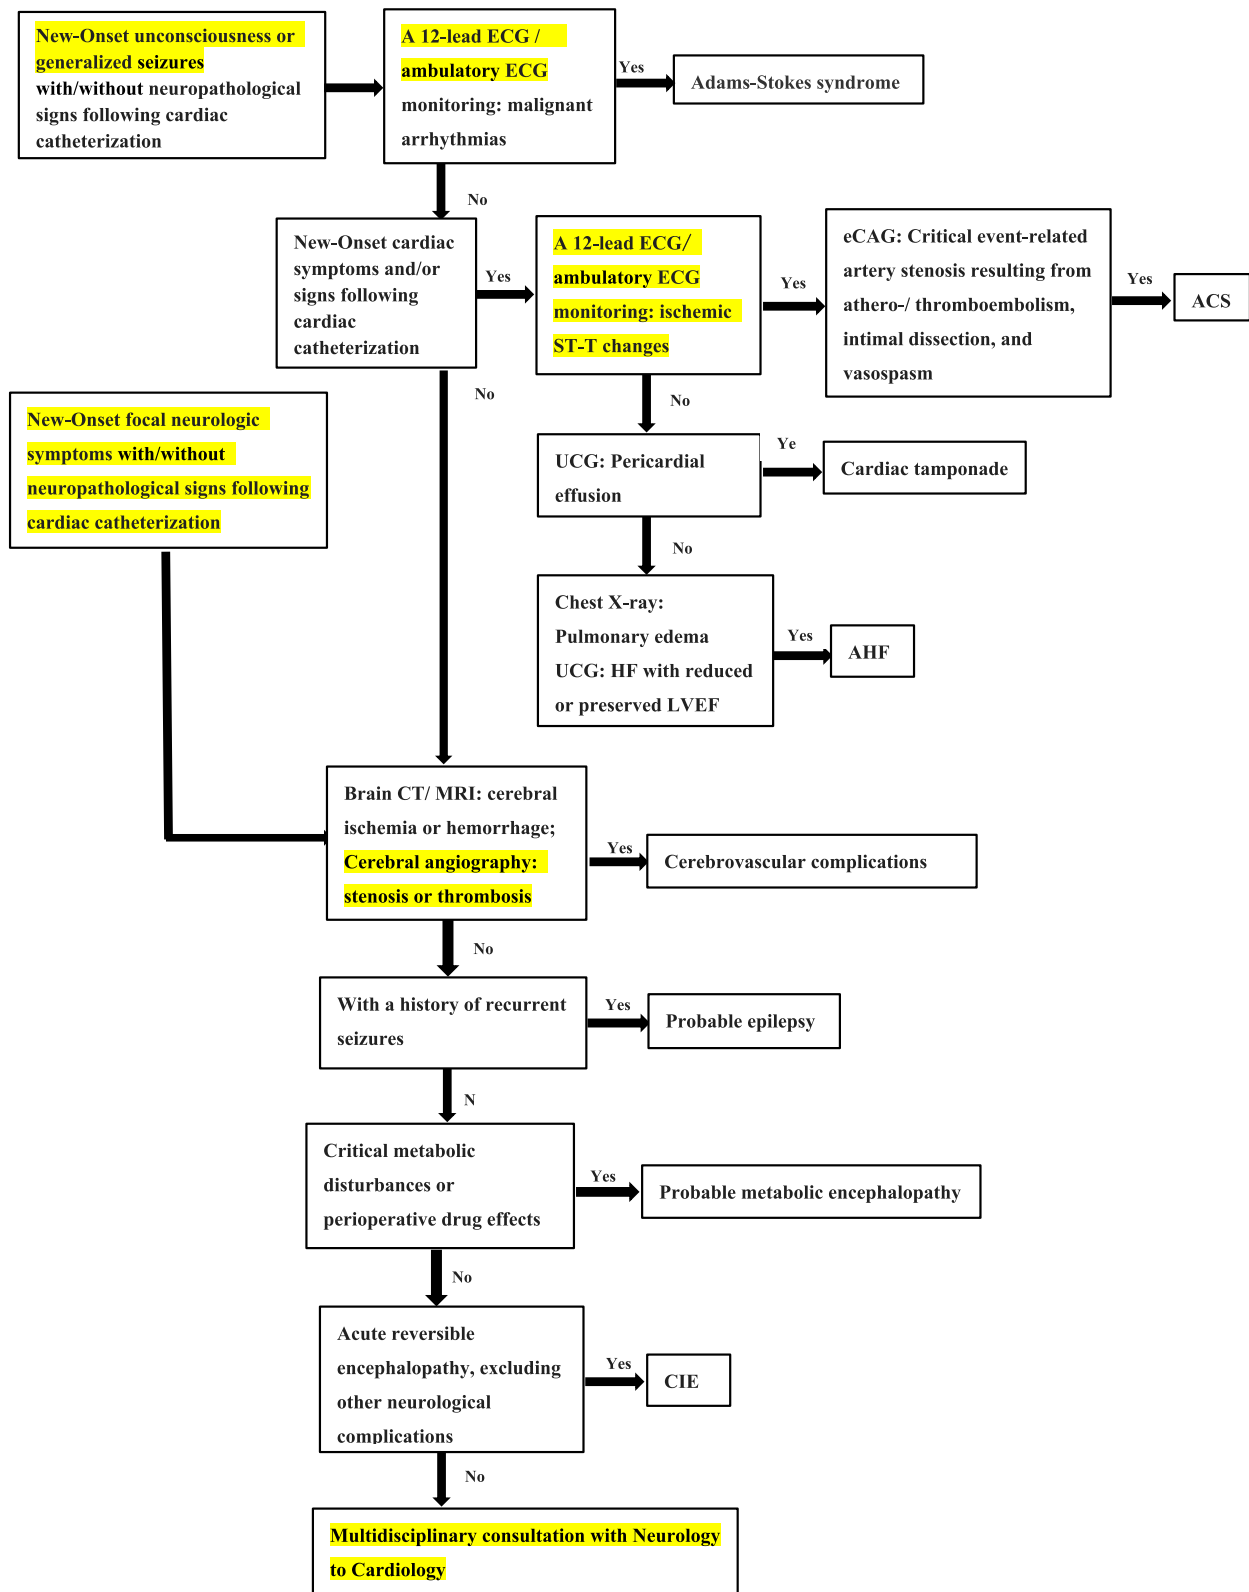 New-Onset unconsciousness or
generalized seizures
with/without neuropathological
signs following cardiac
catheterization
A 12-lead ECG /
ambulatory ECG
monitoring: malignant
arrhythmias
Yes
Adams-Stokes syndrome
No
New-Onset cardiac
symptoms and/or
signs following
cardiac
catheterization
Yes
A 12-lead ECG/
ambulatory ECG
monitoring: ischemic
ST-T changes
Yes
eCAG: Critical event-related
artery stenosis resulting from
athero-/ thromboembolism,
intimal dissection, and
vasospasm
Yes
ACS
No
No
New-Onset focal neurologic
symptoms with/without
neuropathological signs following
cardiac catheterization
UCG: Pericardial
effusion
Ye
Cardiac tamponade
No
Chest X-ray:
Pulmonary edema
UCG: HF with reduced
or preserved LVEF
Yes
AHF
Brain CT/ MRI: cerebral
ischemia or hemorrhage;
Cerebral angiography:
stenosis or thrombosis
Yes
Cerebrovascular complications
No
With a history of recurrent
seizures
Yes
Probable epilepsy
N
Critical metabolic
disturbances or
perioperative drug effects
Yes
Probable metabolic encephalopathy
No
Acute reversible
encephalopathy, excluding
other neurological
complications
Yes
CIE
No
Multidisciplinary consultation with Neurology
to Cardiology